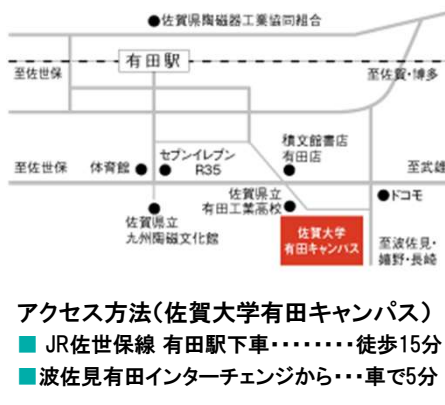 ●佐賀県陶磁器工業協同組合
有田駅
至佐世保
至佐賀・博多
セブンイレブン
R35
積文館書店
有田店
至佐世保
体育館
至武雄
佐賀県立
有田工業高校
ドコモ
佐賀県立
九州陶磁文化館
佐賀大学
有田キャンパス
至波佐見・
嬉野・長崎
アクセス方法(佐賀大学有田キャンパス)
■ JR佐世保線 有田駅下車・・・・・・・・徒歩15分
■波佐見有田インターチェンジから・・・車で5分